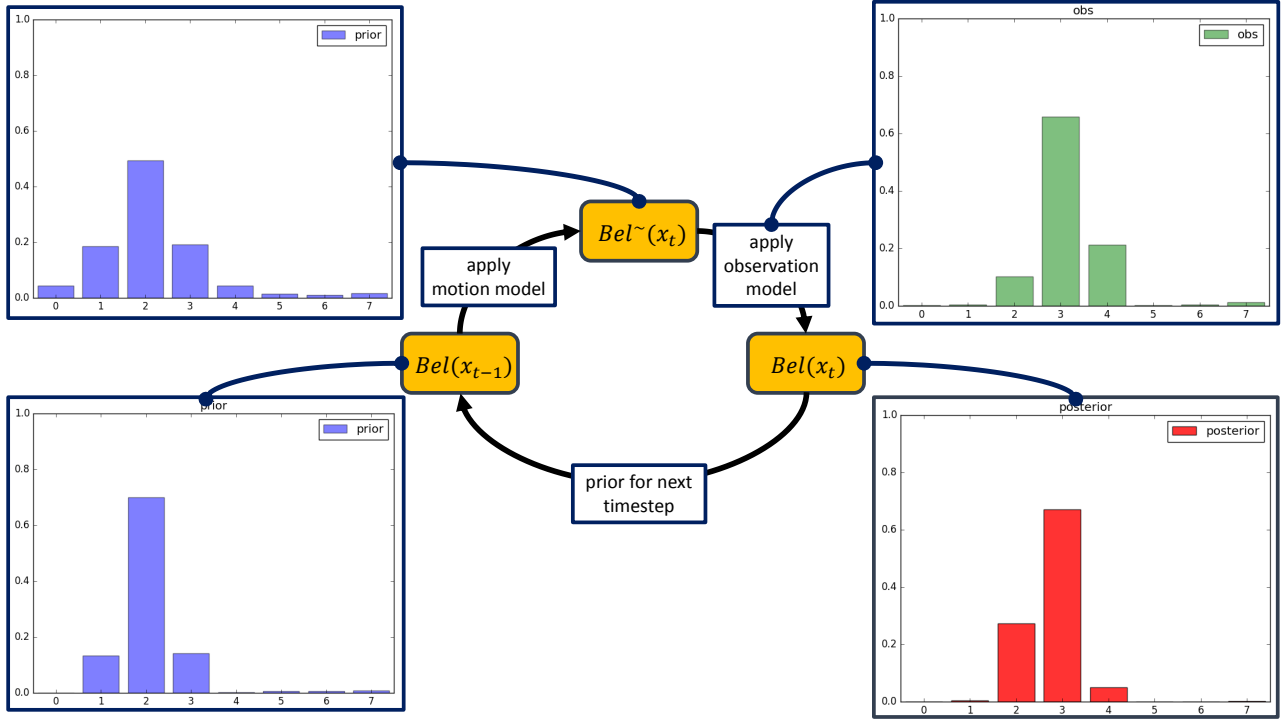 1.0
0.8
0.6
0.4
0.2
0.0
prior
0 1 2 3 4 5 6 7
obs
1.0
0.8
0.6
0.4
0.2
0.0
obs
0 1 2 3 4 5 6 7
Bel~(x_t)
apply
motion model
apply
observation
model
Bel(x_{t-1})
Bel(x_t)
prior for next
timestep
prior
1.0
0.8
0.6
0.4
0.2
0.0
prior
0 1 2 3 4 5 6 7
posterior
1.0
0.8
0.6
0.4
0.2
0.0
posterior
0 1 2 3 4 5 6 7